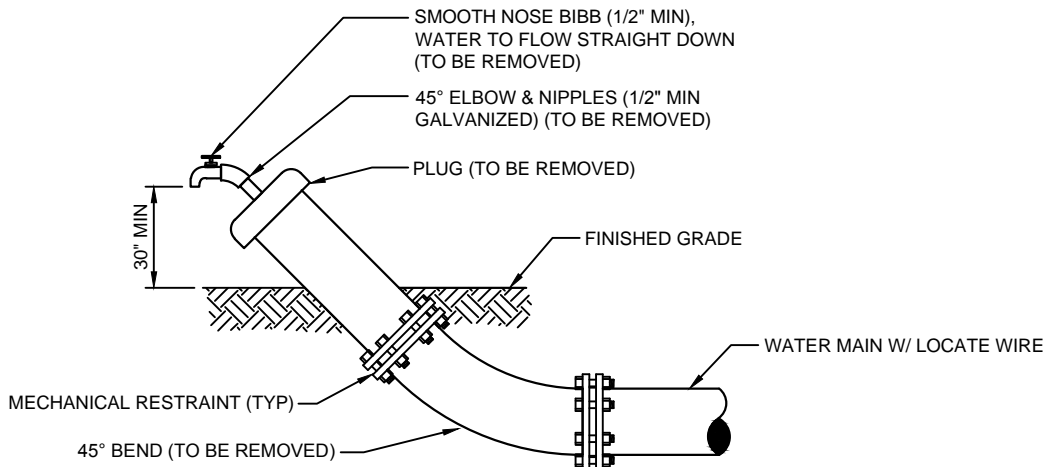 SMOOTH NOSE BIBB (1/2" MIN),
WATER TO FLOW STRAIGHT DOWN
(TO BE REMOVED)
45° ELBOW & NIPPLES (1/2" MIN
GALVANIZED) (TO BE REMOVED)
PLUG (TO BE REMOVED)
30" MIN
FINISHED GRADE
WATER MAIN W/ LOCATE WIRE
MECHANICAL RESTRAINT (TYP)
45° BEND (TO BE REMOVED)